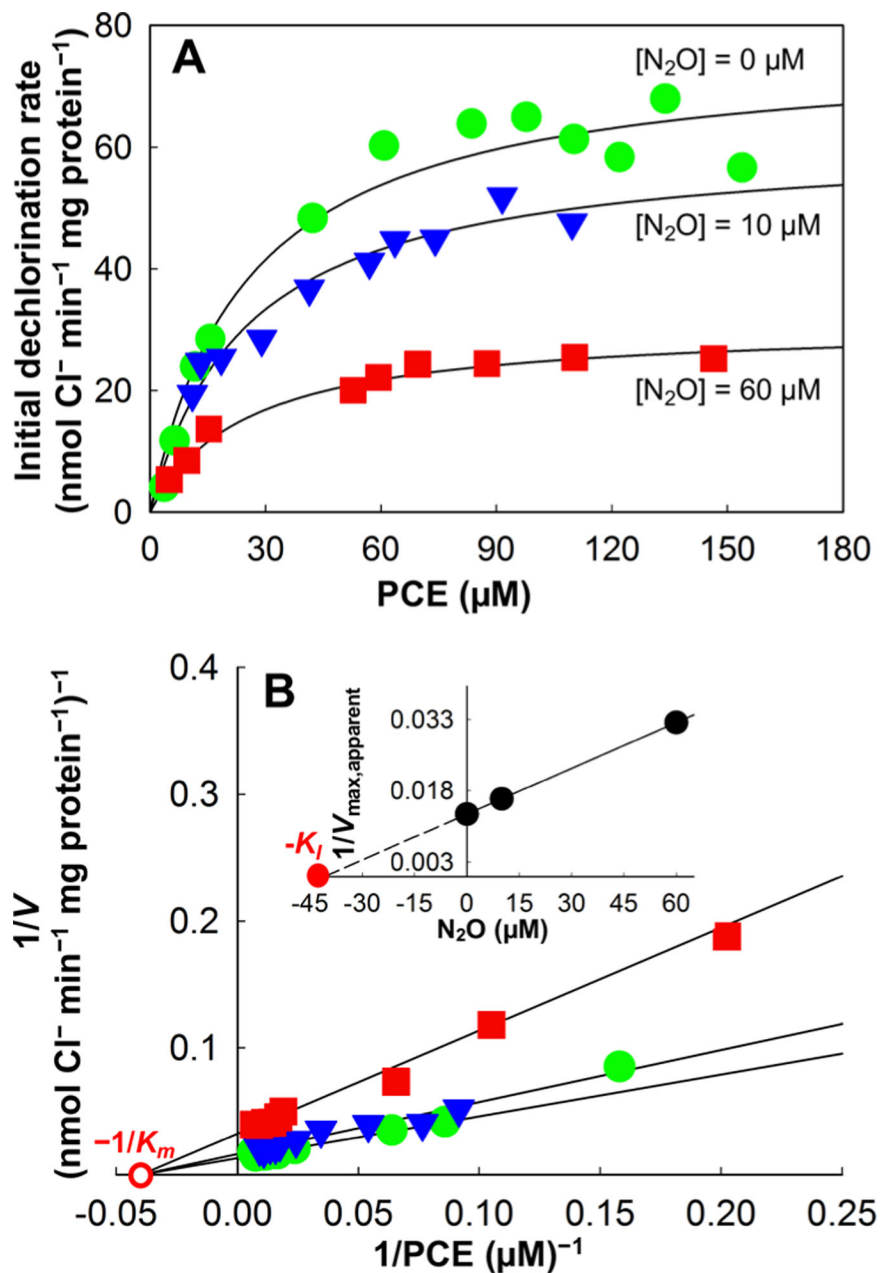 A
80
60
40
20
0
Initial dechlorination rate
(nmol Cl⁻ min⁻¹ mg protein⁻¹)
[N₂O] = 0 µM
[N₂O] = 10 µM
[N₂O] = 60 µM
0 30 60 90 120 150 180
PCE (µM)
B
0.4
0.3
0.2
0.1
1/V
(nmol Cl⁻ min⁻¹ mg protein⁻¹)⁻¹
1/Vmax,apparent
0.033
0.018
0.003
-KI
-45 -30 -15 0 15 30 45 60
N₂O (µM)
−1/Km
-0.05 0.00 0.05 0.10 0.15 0.20 0.25
1/PCE (µM)⁻¹